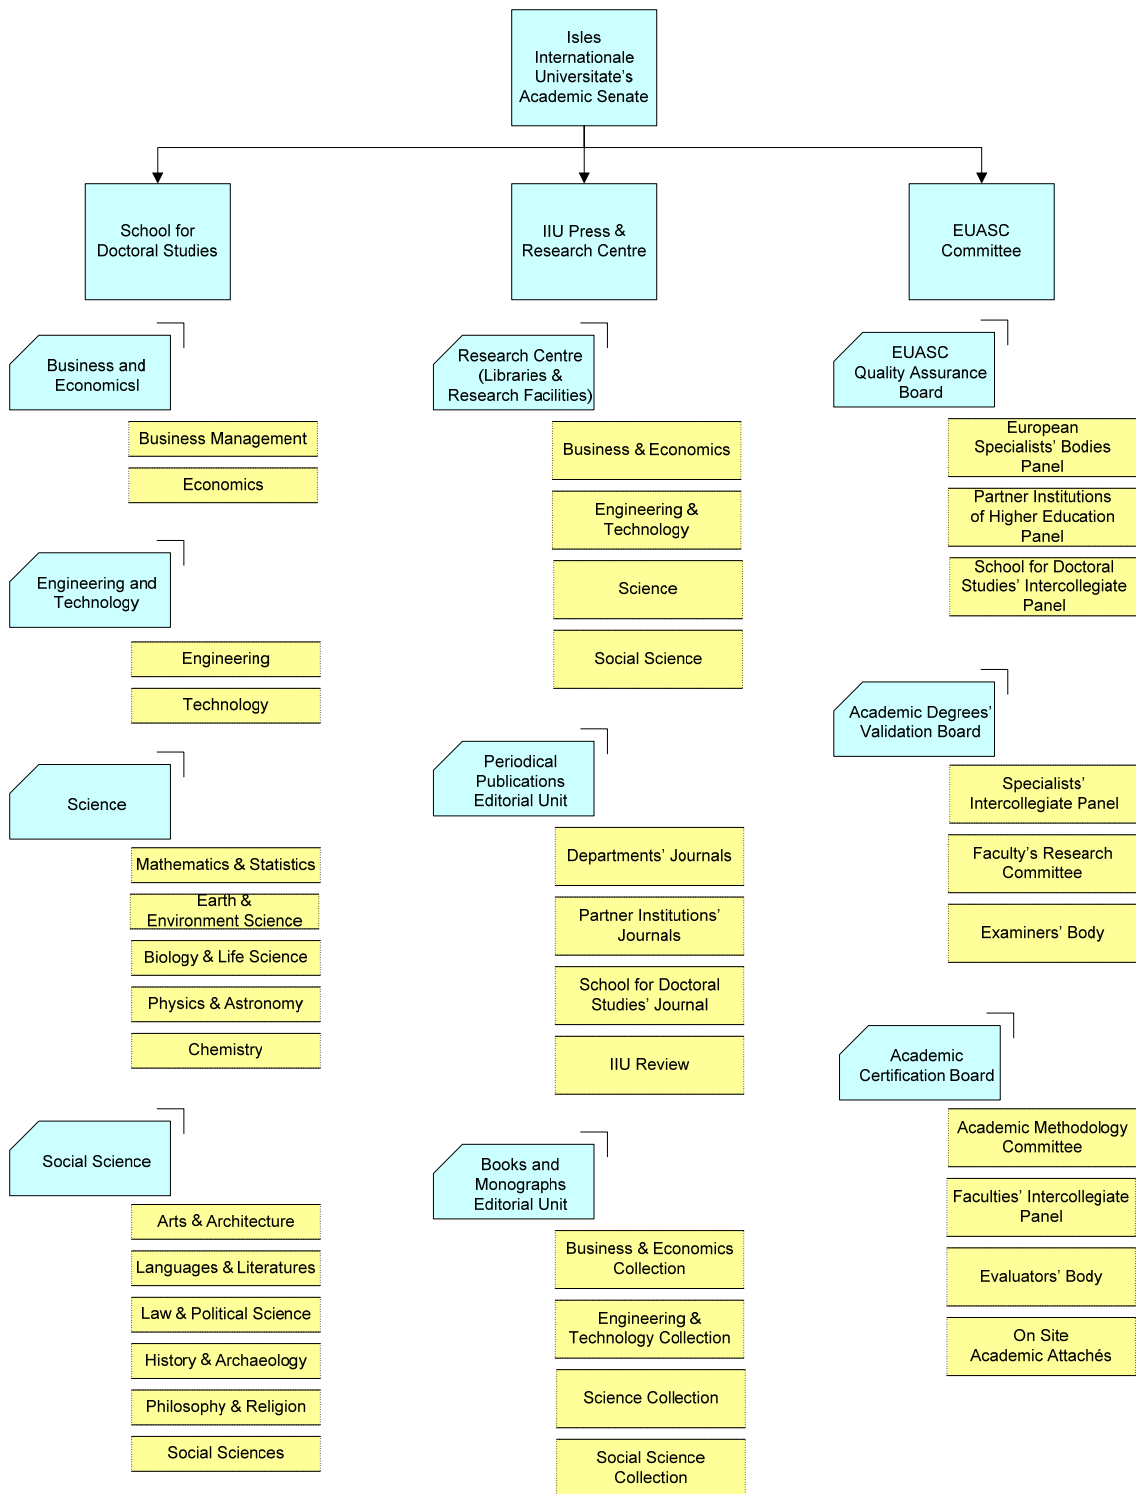 Isles
Internationale
Universitate's
Academic Senate
School for
Doctoral Studies
IIU Press &
Research Centre
EUASC
Committee
Business and
Economicsl
Business Management
Economics
Engineering and
Technology
Engineering
Technology
Science
Mathematics & Statistics
Earth &
Environment Science
Biology & Life Science
Physics & Astronomy
Chemistry
Social Science
Arts & Architecture
Languages & Literatures
Law & Political Science
History & Archaeology
Philosophy & Religion
Social Sciences
Research Centre
(Libraries &
Research Facilities)
Business & Economics
Engineering &
Technology
Science
Social Science
Periodical
Publications
Editorial Unit
Departments' Journals
Partner Institutions'
Journals
School for Doctoral
Studies' Journal
IIU Review
Books and
Monographs
Editorial Unit
Business & Economics
Collection
Engineering &
Technology Collection
Science Collection
Social Science
Collection
EUASC
Quality Assurance
Board
European
Specialists' Bodies
Panel
Partner Institutions
of Higher Education
Panel
School for Doctoral
Studies' Intercollegiate
Panel
Academic Degrees'
Validation Board
Specialists'
Intercollegiate Panel
Faculty's Research
Committee
Examiners' Body
Academic
Certification Board
Academic Methodology
Committee
Faculties' Intercollegiate
Panel
Evaluators' Body
On Site
Academic Attachés